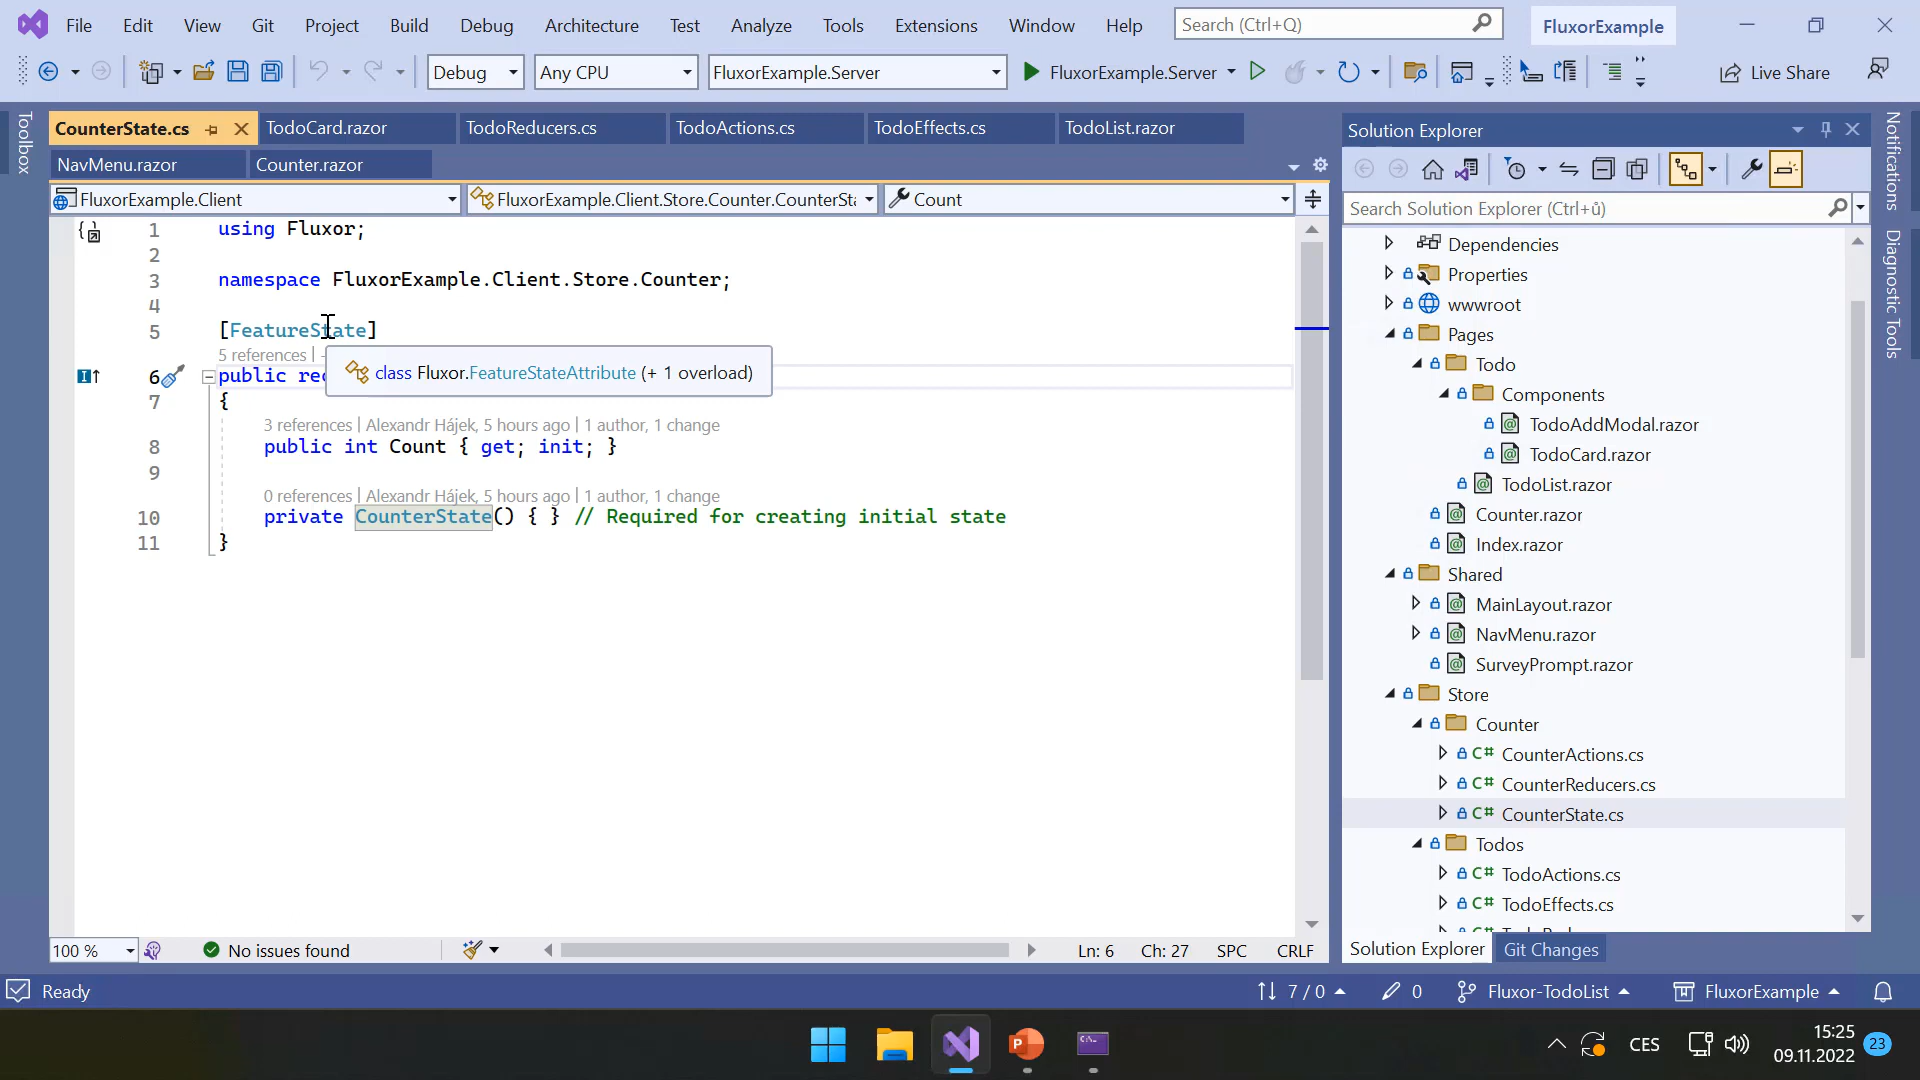 File Edit View Git Project Build Debug Architecture Test Analyze Tools Extensions Window Help Search (Ctrl+Q) FluxorExample
Debug Any CPU FluxorExample.Server FluxorExample.Server Live Share
CounterState.cs TodoCard.razor TodoReducers.cs TodoActions.cs TodoEffects.cs TodoList.razor
NavMenu.razor Counter.razor
FluxorExample.Client FluxorExample.Client.Store.Counter.CounterSta Count
Toolbox
1 using Fluxor;
2
3 namespace FluxorExample.Client.Store.Counter;
4
5 [FeatureState]
5 references |
class Fluxor.FeatureStateAttribute (+ 1 overload)
6 public rec
7 {
3 references | Alexandr Hájek, 5 hours ago | 1 author, 1 change
8 public int Count { get; init; }
9
0 references | Alexandr Hájek, 5 hours ago | 1 author, 1 change
10 private CounterState() { } // Required for creating initial state
11 }
100 % No issues found Ln: 6 Ch: 27 SPC CRLF
Solution Explorer
Search Solution Explorer (Ctrl+ů)
Dependencies
Properties
wwwroot
Pages
Todo
Components
TodoAddModal.razor
TodoCard.razor
TodoList.razor
Counter.razor
Index.razor
Shared
MainLayout.razor
NavMenu.razor
SurveyPrompt.razor
Store
Counter
C# CounterActions.cs
C# CounterReducers.cs
C# CounterState.cs
Todos
C# TodoActions.cs
C# TodoEffects.cs
Solution Explorer Git Changes
Notifications
Diagnostic Tools
Ready 7 / 0 0 Fluxor-TodoList FluxorExample
CES 15:25
09.11.2022 23